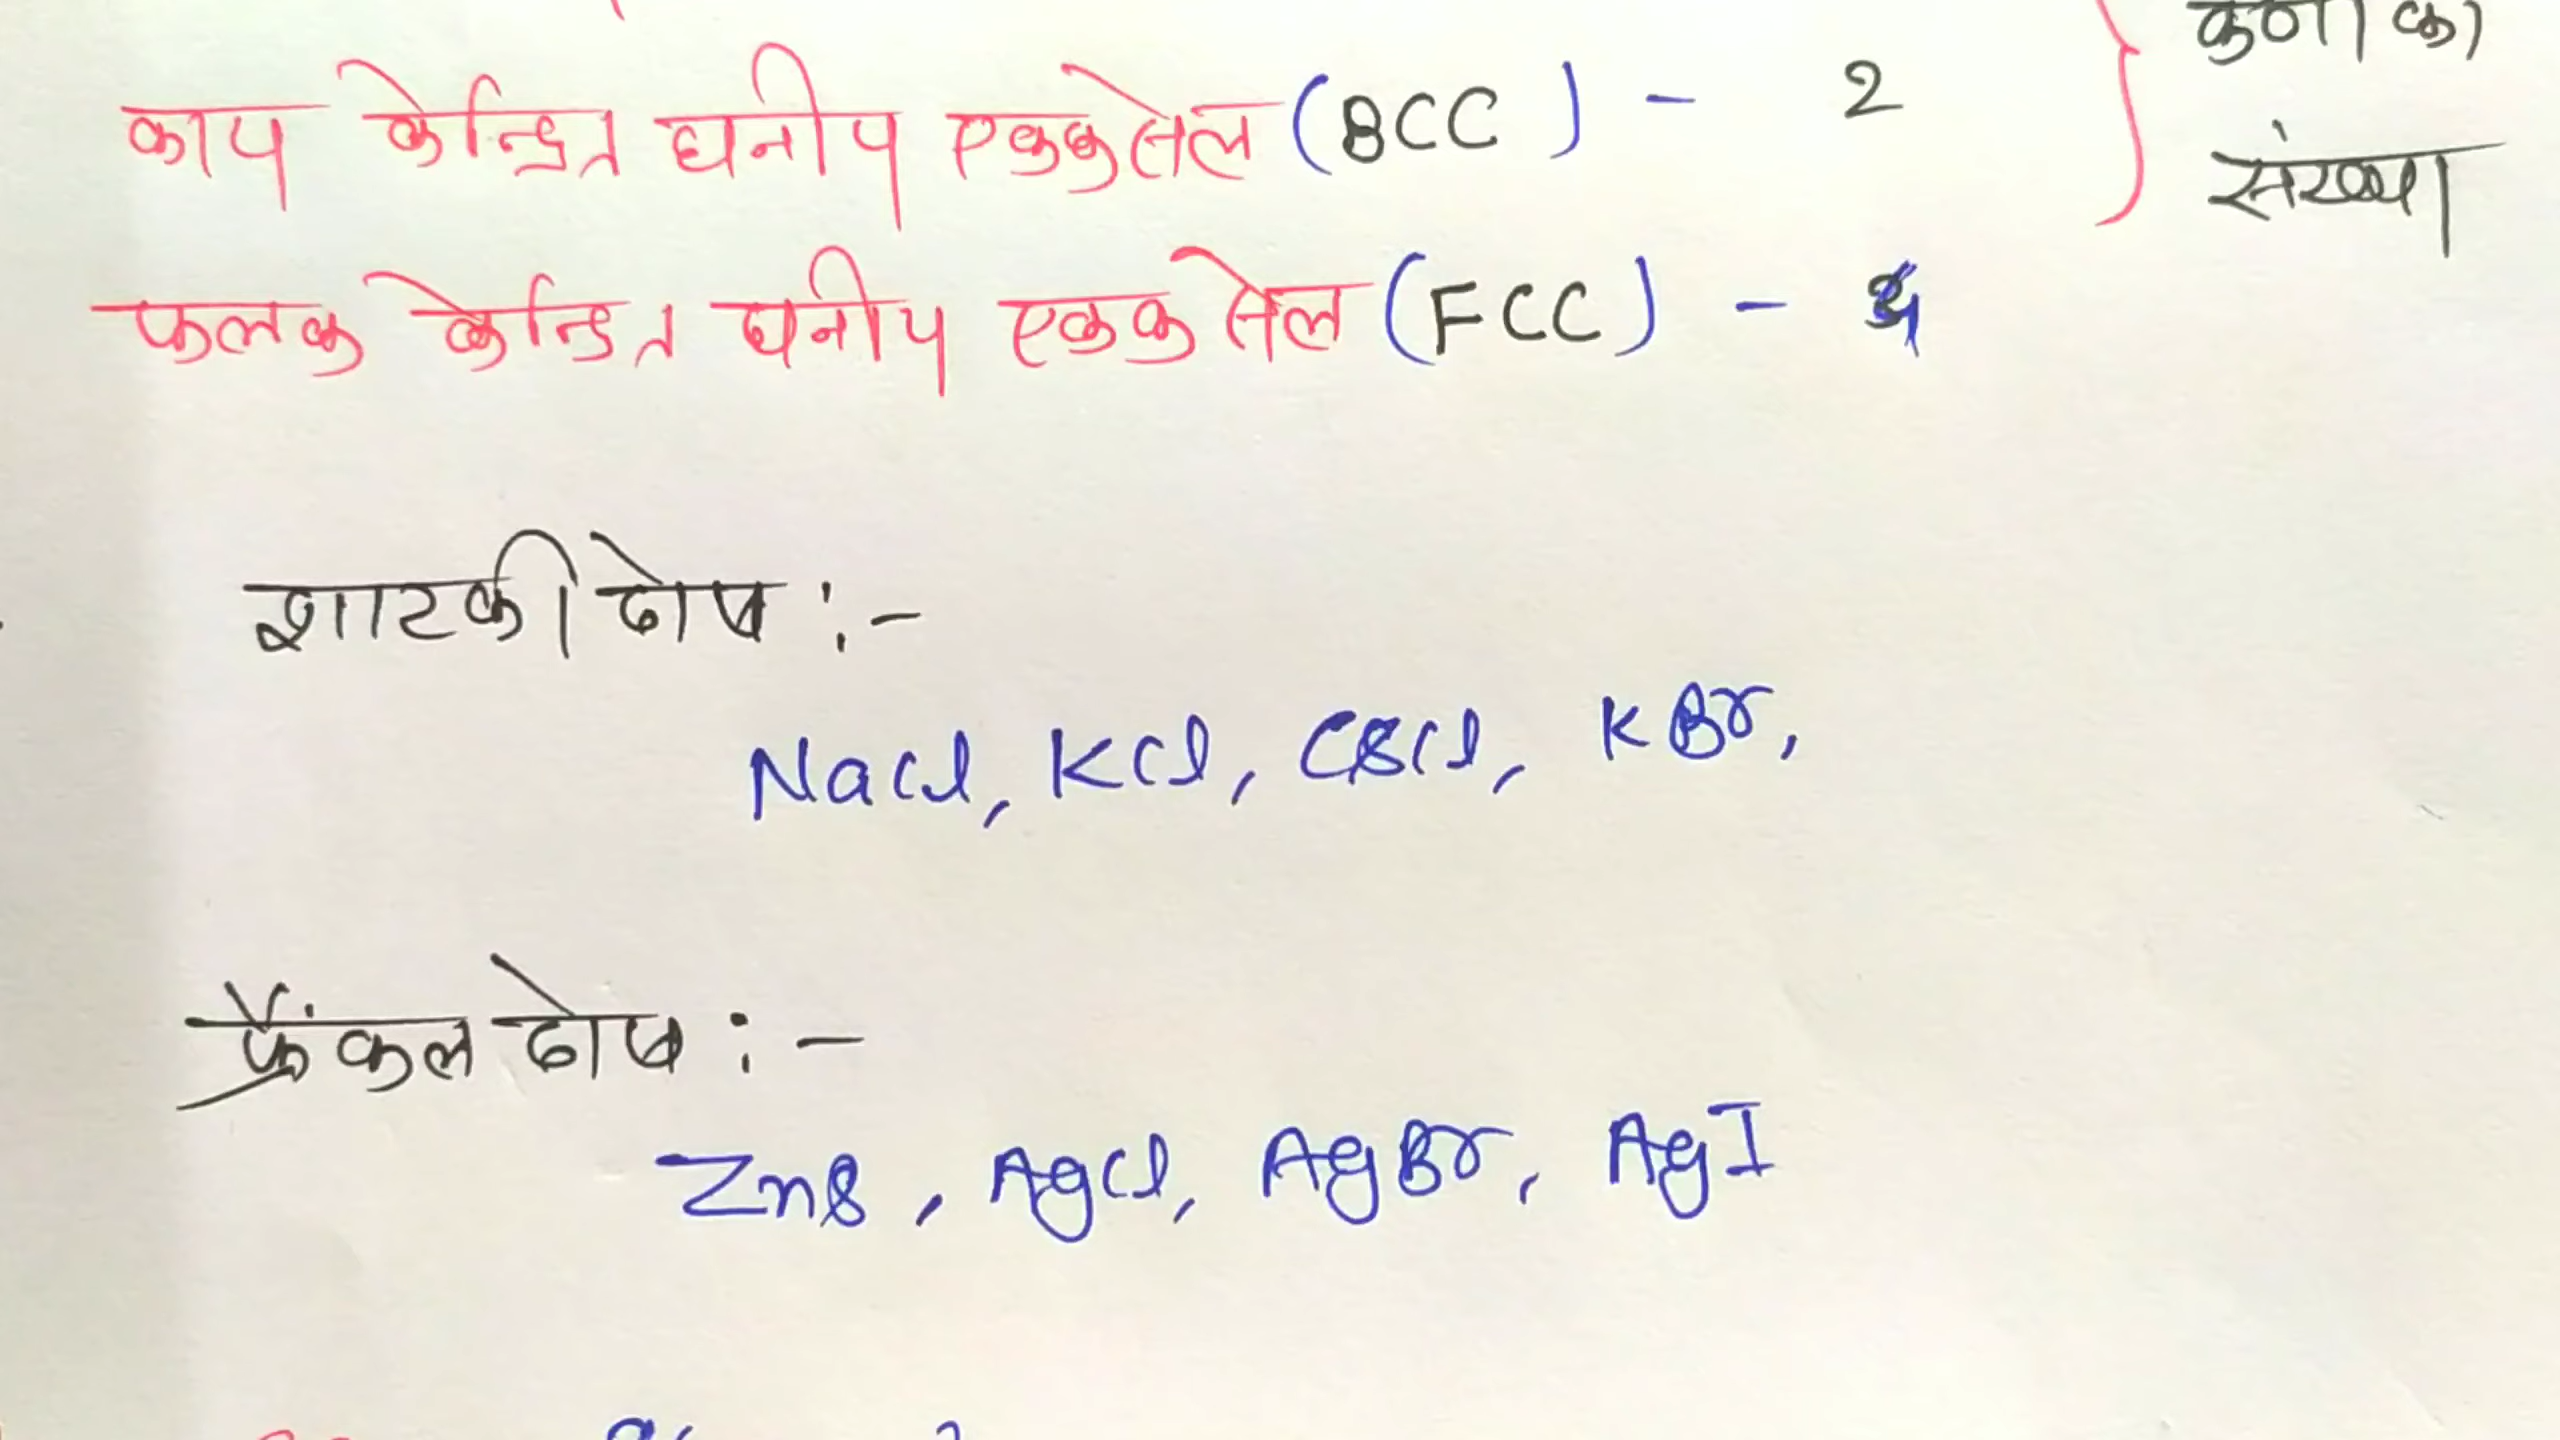 कणों का
काय केन्द्रित घनीय एकक सेल (BCC) - 2
संख्या
फलक केन्द्रित घनीय एकक सेल (FCC) - 4
शाटकी दोष :-
NaCl, KCl, CsCl, KBr,
फ्रैंकल दोष :-
ZnS, AgCl, AgBr, AgI